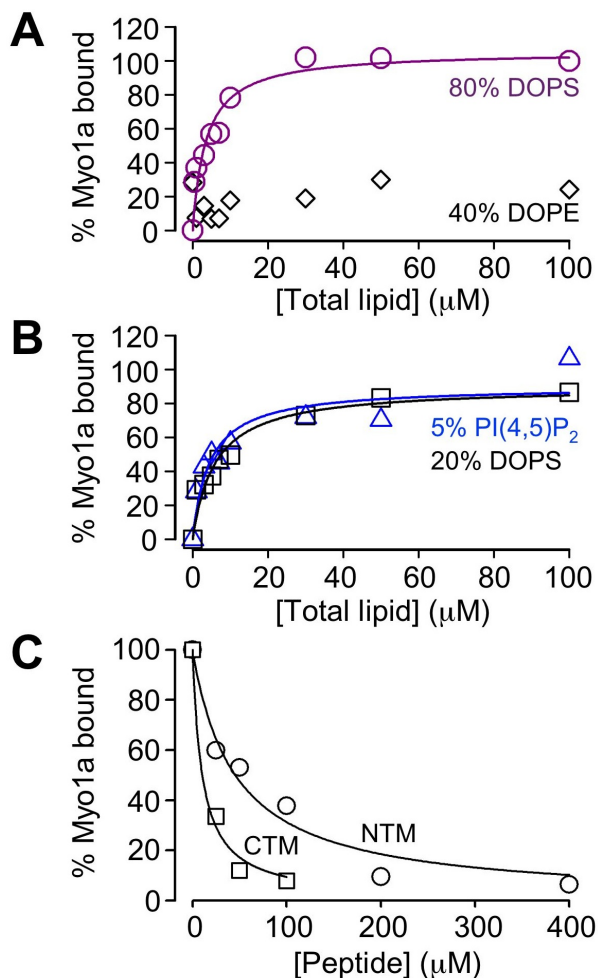 A
% Myo1a bound
120
100
80
60
40
20
0
80% DOPS
40% DOPE
0 20 40 60 80 100
[Total lipid] (μM)
B
% Myo1a bound
120
100
80
60
40
20
0
5% PI(4,5)P2
20% DOPS
0 20 40 60 80 100
[Total lipid] (μM)
C
% Myo1a bound
100
80
60
40
20
0
NTM
CTM
0 100 200 300 400
[Peptide] (μM)